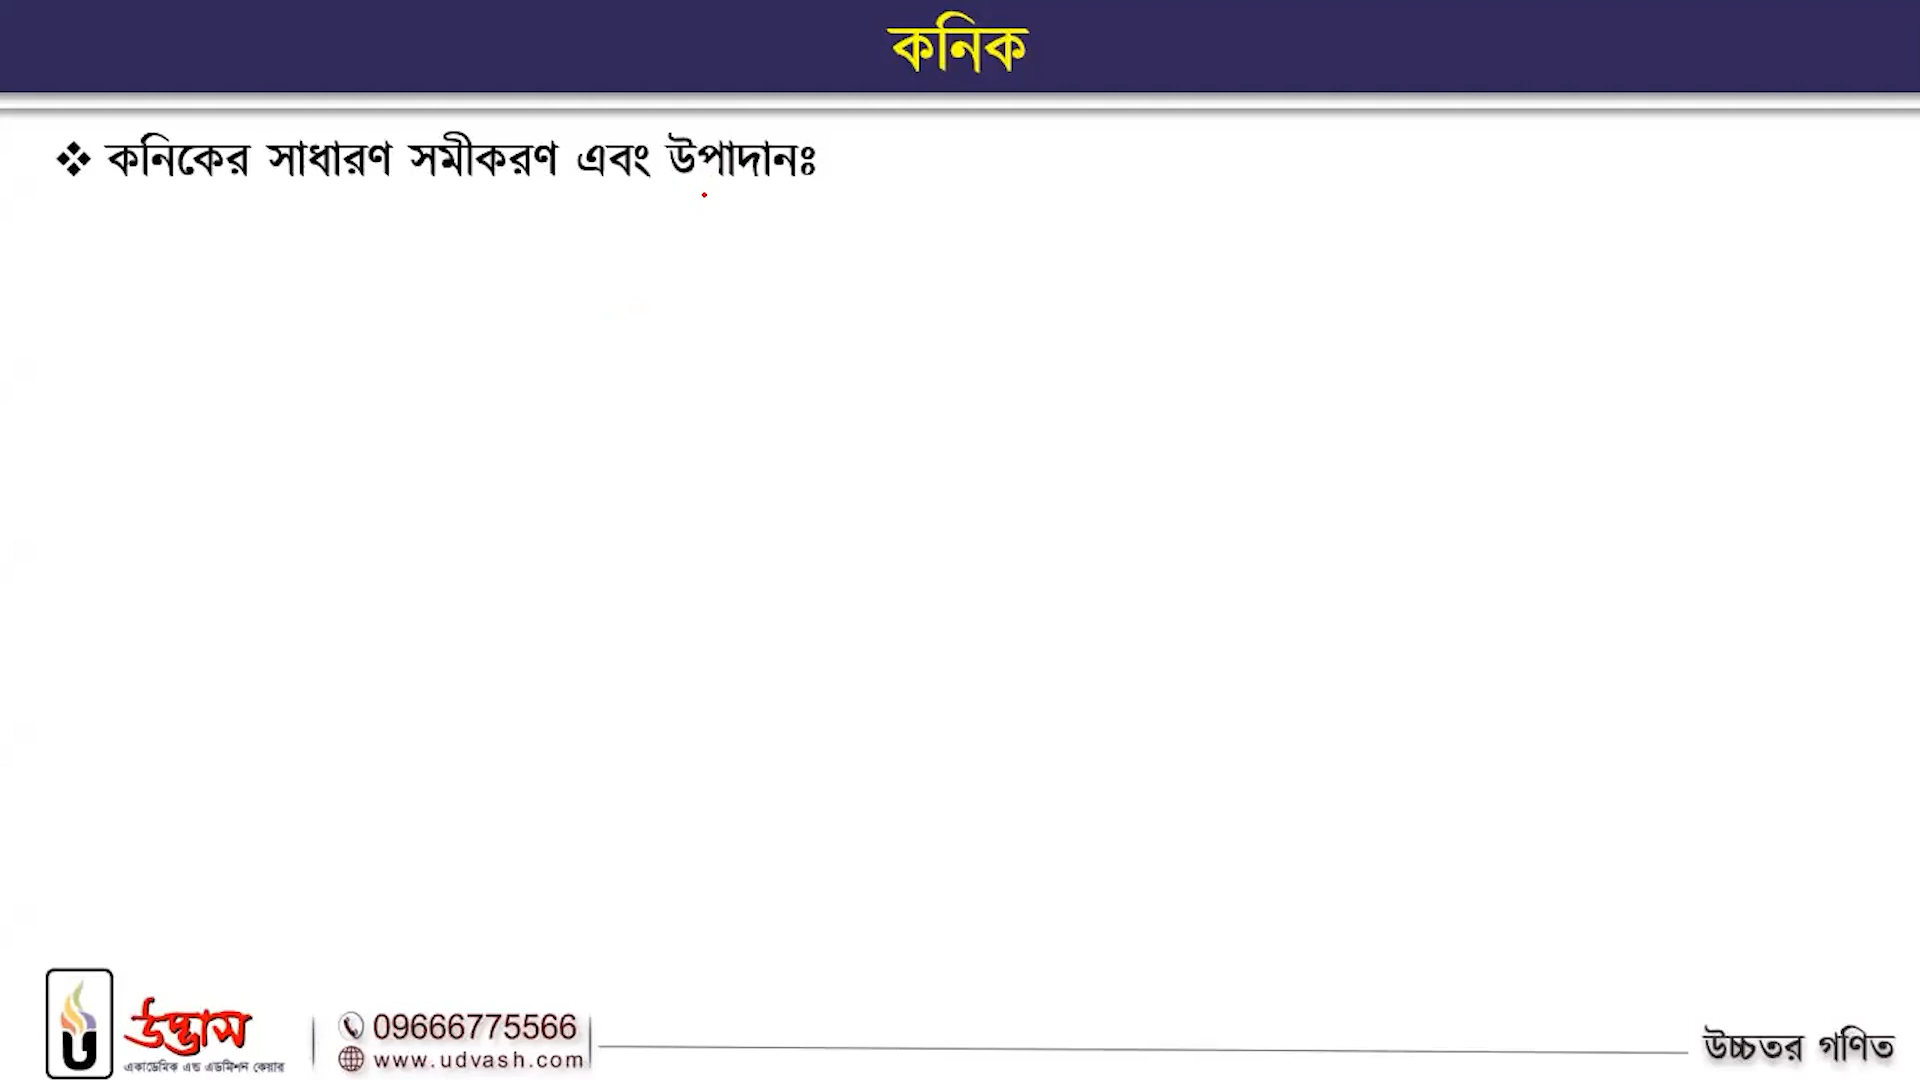 কনিক
❖ কনিকের সাধারণ সমীকরণ এবং উপাদানঃ
U উদ্ভাস
একাডেমিক এন্ড এডমিশন কেয়ার
09666775566
www.udvash.com
উচ্চতর গণিত